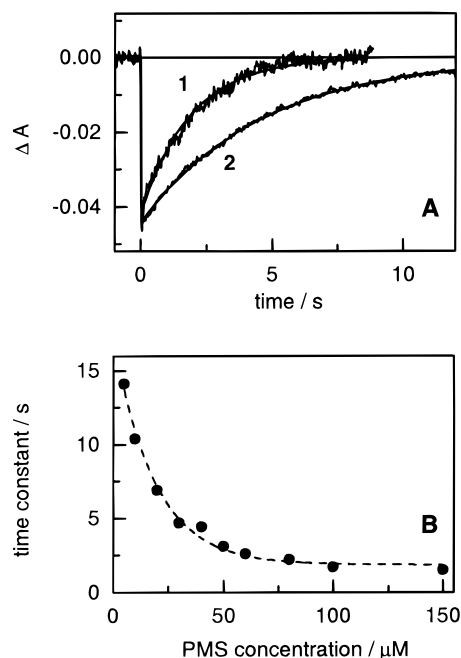 0.00
-0.02
-0.04
Δ A
1
2
A
0 5 10
time / s
15
10
5
0
time constant / s
B
0 50 100 150
PMS concentration / μM